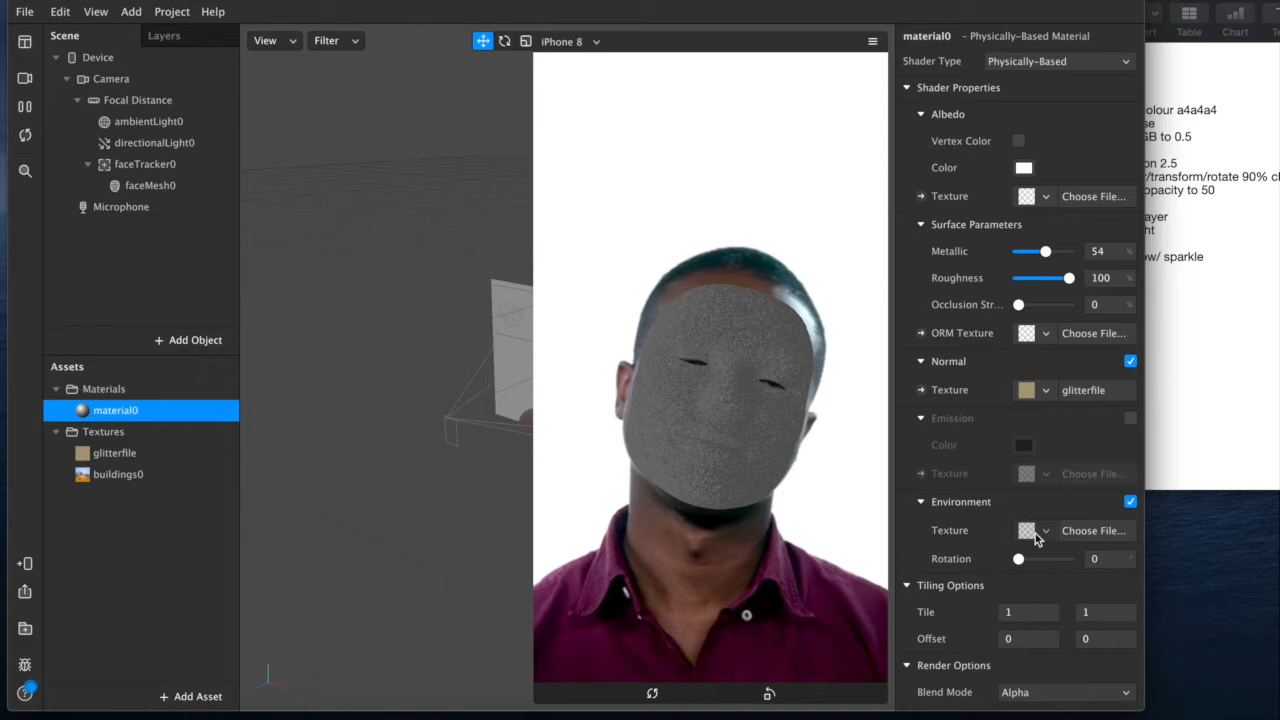 File Edit View Add Project Help
Scene Layers
Device
Camera
Focal Distance
ambientLight0
directionalLight0
faceTracker0
faceMesh0
Microphone
+ Add Object
Assets
Materials
material0
Textures
glitterfile
buildings0
+ Add Asset
View Filter iPhone 8
material0 – Physically-Based Material
Shader Type Physically-Based
Shader Properties
Albedo
Vertex Color
Color
Texture Choose File...
Surface Parameters
Metallic 54 %
Roughness 100 %
Occlusion Str... 0 %
ORM Texture Choose File...
Normal
Texture glitterfile
Emission
Color
Texture Choose File...
Environment
Texture Choose File...
Rotation 0 °
Tiling Options
Tile 1 1
Offset 0 0
Render Options
Blend Mode Alpha
Table Chart
olour a4a4a4
se
GB to 0.5
on 2.5
r/transform/rotate 90% c
opacity to 50
ayer
ht
ow/ sparkle